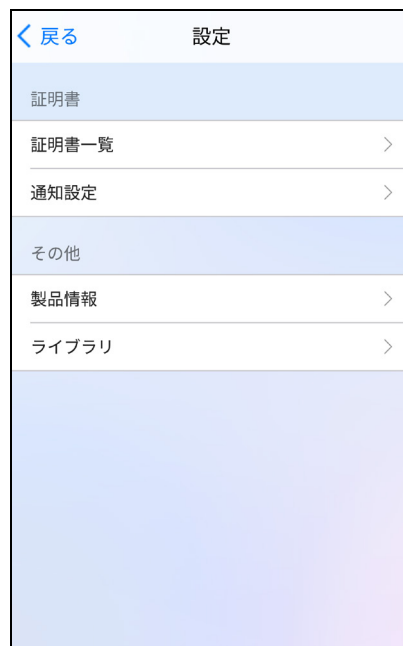 戻る 設定
証明書
証明書一覧
通知設定
その他
製品情報
ライブラリ